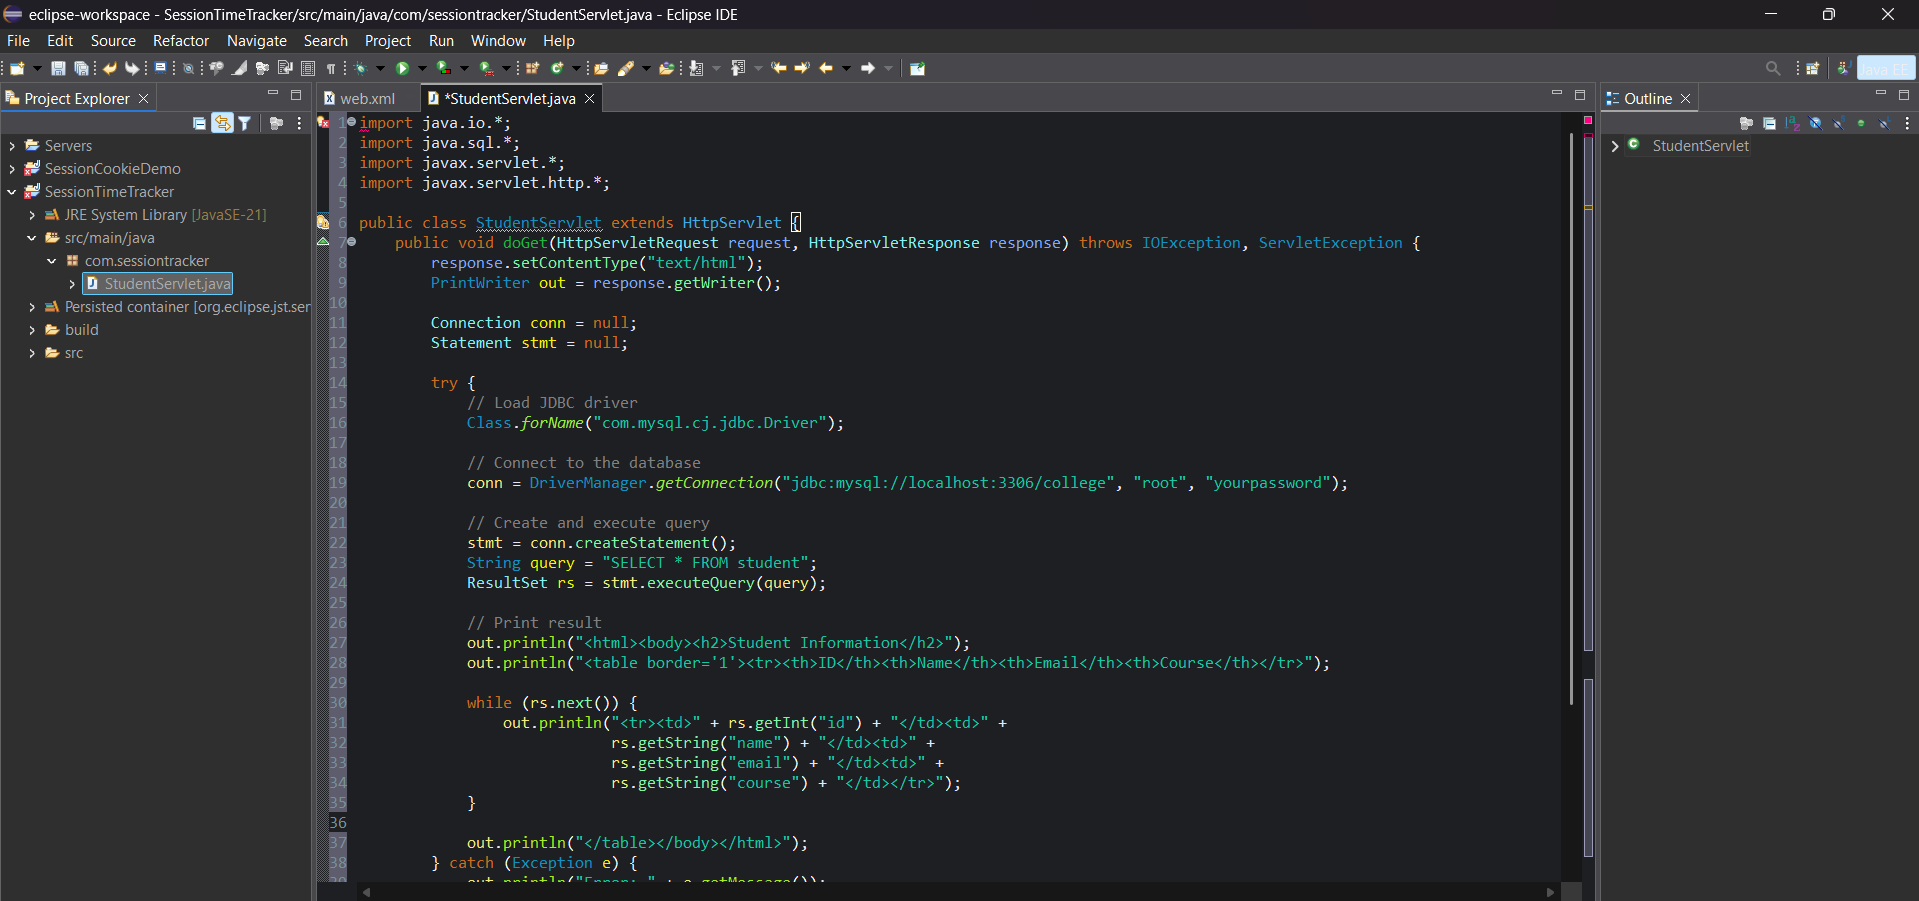 eclipse-workspace - SessionTimeTracker/src/main/java/com/sessiontracker/StudentServlet.java - Eclipse IDE
File Edit Source Refactor Navigate Search Project Run Window Help
Java EE
Project Explorer
Servers
SessionCookieDemo
SessionTimeTracker
JRE System Library [JavaSE-21]
src/main/java
com.sessiontracker
StudentServlet.java
Persisted container [org.eclipse.jst.ser
build
src
web.xml
*StudentServlet.java
1 import java.io.*;
2 import java.sql.*;
3 import javax.servlet.*;
4 import javax.servlet.http.*;
5
6 public class StudentServlet extends HttpServlet {
7 public void doGet(HttpServletRequest request, HttpServletResponse response) throws IOException, ServletException {
8 response.setContentType("text/html");
9 PrintWriter out = response.getWriter();
10
11 Connection conn = null;
12 Statement stmt = null;
13
14 try {
15 // Load JDBC driver
16 Class.forName("com.mysql.cj.jdbc.Driver");
17
18 // Connect to the database
19 conn = DriverManager.getConnection("jdbc:mysql://localhost:3306/college", "root", "yourpassword");
20
21 // Create and execute query
22 stmt = conn.createStatement();
23 String query = "SELECT * FROM student";
24 ResultSet rs = stmt.executeQuery(query);
25
26 // Print result
27 out.println("<html><body><h2>Student Information</h2>");
28 out.println("<table border='1'><tr><th>ID</th><th>Name</th><th>Email</th><th>Course</th></tr>");
29
30 while (rs.next()) {
31 out.println("<tr><td>" + rs.getInt("id") + "</td><td>" +
32 rs.getString("name") + "</td><td>" +
33 rs.getString("email") + "</td><td>" +
34 rs.getString("course") + "</td></tr>");
35 }
36
37 out.println("</table></body></html>");
38 } catch (Exception e) {
39 out.println("Error: " + e.getMessage());
Outline
StudentServlet